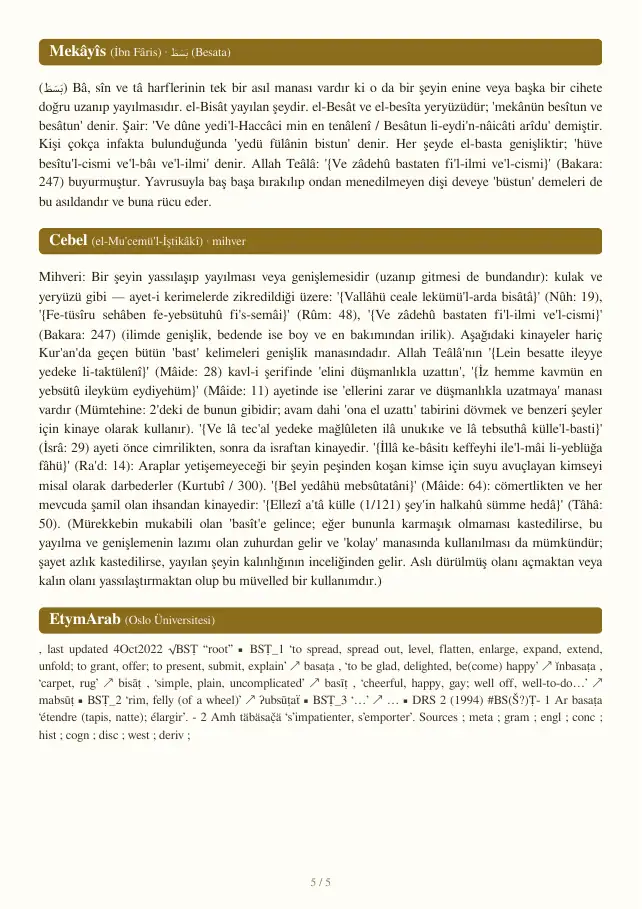 Mekâyîs (İbn Fâris) · بَسَطَ (Besata)
(بَسَطَ) Bâ, sîn ve tâ harflerinin tek bir asıl manası vardır ki o da bir şeyin enine veya başka bir cihete
doğru uzanıp yayılmasıdır. el-Bisât yayılan şeydir. el-Besât ve el-besîta yeryüzüdür; 'mekânün besîtun ve
besâtun' denir. Şair: 'Ve dûne yedi'l-Haccâci min en tenâlenî / Besâtun li-eydi'n-nâicâti arîdu' demiştir.
Kişi çokça infakta bulunduğunda 'yedü fülânin bistun' denir. Her şeyde el-basta genişliktir; 'hüve
besîtu'l-cismi ve'l-bâı ve'l-ilmi' denir. Allah Teâlâ: '{Ve zâdehû bastaten fi'l-ilmi ve'l-cismi}' (Bakara:
247) buyurmuştur. Yavrusuyla baş başa bırakılıp ondan menedilmeyen dişi deveye 'büstun' demeleri de
bu asıldandır ve buna rücu eder.
Cebel (el-Mu'cemü'l-İştikâkî) · mihver
Mihveri: Bir şeyin yassılaşıp yayılması veya genişlemesidir (uzanıp gitmesi de bundandır): kulak ve
yeryüzü gibi — ayet-i kerimelerde zikredildiği üzere: '{Vallâhü ceale lekümü'l-arda bisâtâ}' (Nûh: 19),
'{Fe-tüsîru sehâben fe-yebsütuhû fi's-semâi}' (Rûm: 48), '{Ve zâdehû bastaten fi'l-ilmi ve'l-cismi}'
(Bakara: 247) (ilimde genişlik, bedende ise boy ve en bakımından irilik). Aşağıdaki kinayeler hariç
Kur'an'da geçen bütün 'bast' kelimeleri genişlik manasındadır. Allah Teâlâ'nın '{Lein besatte ileyye
yedeke li-taktülenî}' (Mâide: 28) kavl-i şerifinde 'elini düşmanlıkla uzattın', '{İz hemme kavmün en
yebsütû ileyküm eydiyehüm}' (Mâide: 11) ayetinde ise 'ellerini zarar ve düşmanlıkla uzatmaya' manası
vardır (Mümtehine: 2'deki de bunun gibidir; avam dahi 'ona el uzattı' tabirini dövmek ve benzeri şeyler
için kinaye olarak kullanır). '{Ve lâ tec'al yedeke mağlûleten ilâ unukike ve lâ tebsuthâ külle'l-basti}'
(İsrâ: 29) ayeti önce cimrilikten, sonra da israftan kinayedir. '{İllâ ke-bâsitı keffeyhi ile'l-mâi li-yeblüğa
fâhü}' (Ra'd: 14): Araplar yetişemeyeceği bir şeyin peşinden koşan kimse için suyu avuçlayan kimseyi
misal olarak darbederler (Kurtubî / 300). '{Bel yedâhü mebsûtatâni}' (Mâide: 64): cömertlikten ve her
mevcuda şamil olan ihsandan kinayedir: '{Ellezî a'tâ külle (1/121) şey'in halkahû sümme hedâ}' (Tâhâ:
50). (Mürekkebin mukabili olan 'basît'e gelince; eğer bununla karmaşık olmaması kastedilirse, bu
yayılma ve genişlemenin lazımı olan zuhurdan gelir ve 'kolay' manasında kullanılması da mümkündür;
şayet azlık kastedilirse, yayılan şeyin kalınlığının inceliğinden gelir. Aslı dürülmüş olanı açmaktan veya
kalın olanı yassılaştırmaktan olup bu müvelled bir kullanımdır.)
EtymArab (Oslo Üniversitesi)
, last updated 4Oct2022 √BSṬ “root” ▪ BSṬ_1 ‘to spread, spread out, level, flatten, enlarge, expand, extend,
unfold; to grant, offer; to present, submit, explain’ ↗ basaṭa , ‘to be glad, delighted, be(come) happy’ ↗ ĭnbasaṭa ,
‘carpet, rug’ ↗ bisāṭ , ‘simple, plain, uncomplicated’ ↗ basīṭ , ‘cheerful, happy, gay; well off, well-to-do…’ ↗
mabsūṭ ▪ BSṬ_2 ‘rim, felly (of a wheel)’ ↗ ʔubsūṭaẗ ▪ BSṬ_3 ‘…’ ↗ … ▪ DRS 2 (1994) #BS(Š?)Ṭ- 1 Ar basaṭa
‘étendre (tapis, natte); élargir’. - 2 Amh täbäsač̣ä ‘s’impatienter, s’emporter’. Sources ; meta ; gram ; engl ; conc ;
hist ; cogn ; disc ; west ; deriv ;
5 / 5